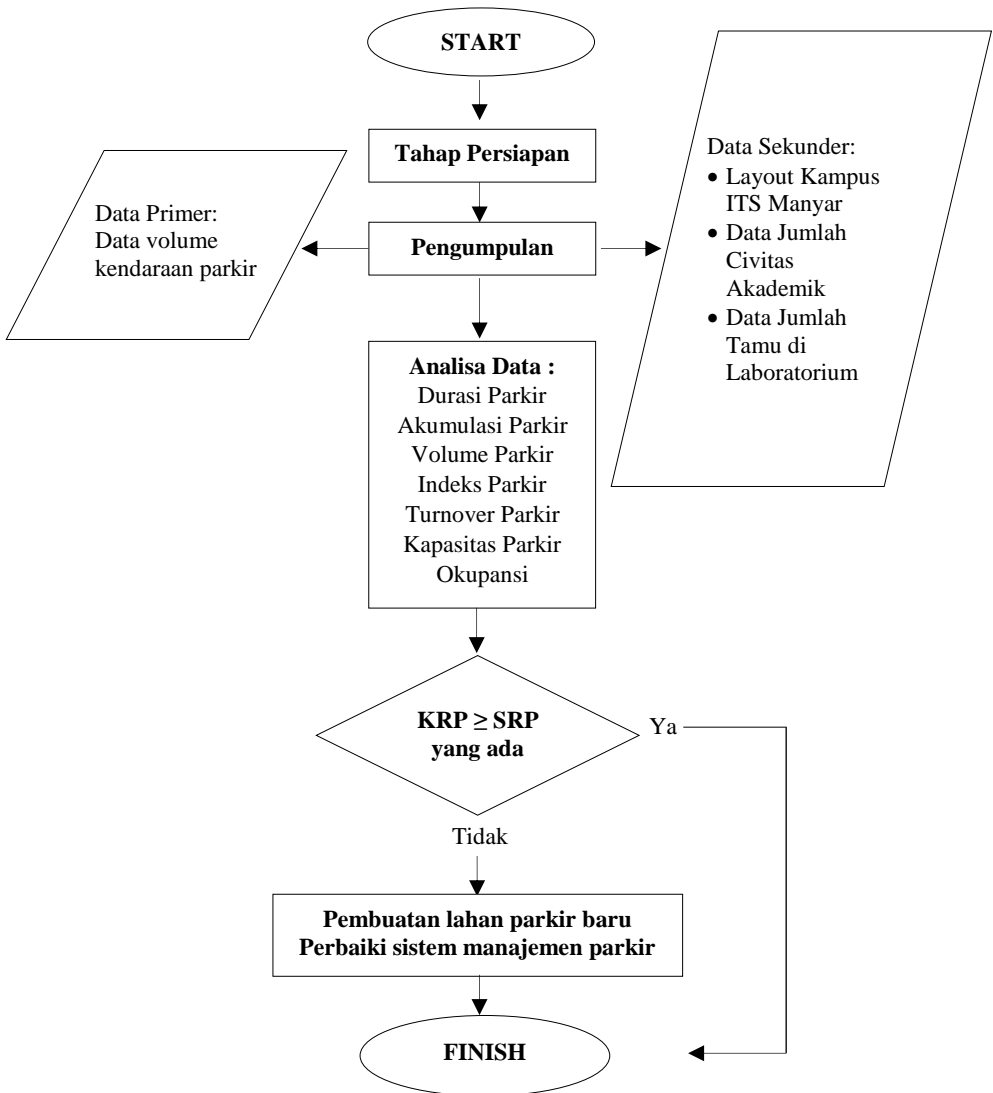 START
Tahap Persiapan
Data Primer:
Data volume
kendaraan parkir
Pengumpulan
Data Sekunder:
• Layout Kampus
ITS Manyar
• Data Jumlah
Civitas
Akademik
• Data Jumlah
Tamu di
Laboratorium
Analisa Data :
Durasi Parkir
Akumulasi Parkir
Volume Parkir
Indeks Parkir
Turnover Parkir
Kapasitas Parkir
Okupansi
KRP ≥ SRP
yang ada
Ya
Tidak
Pembuatan lahan parkir baru
Perbaiki sistem manajemen parkir
FINISH